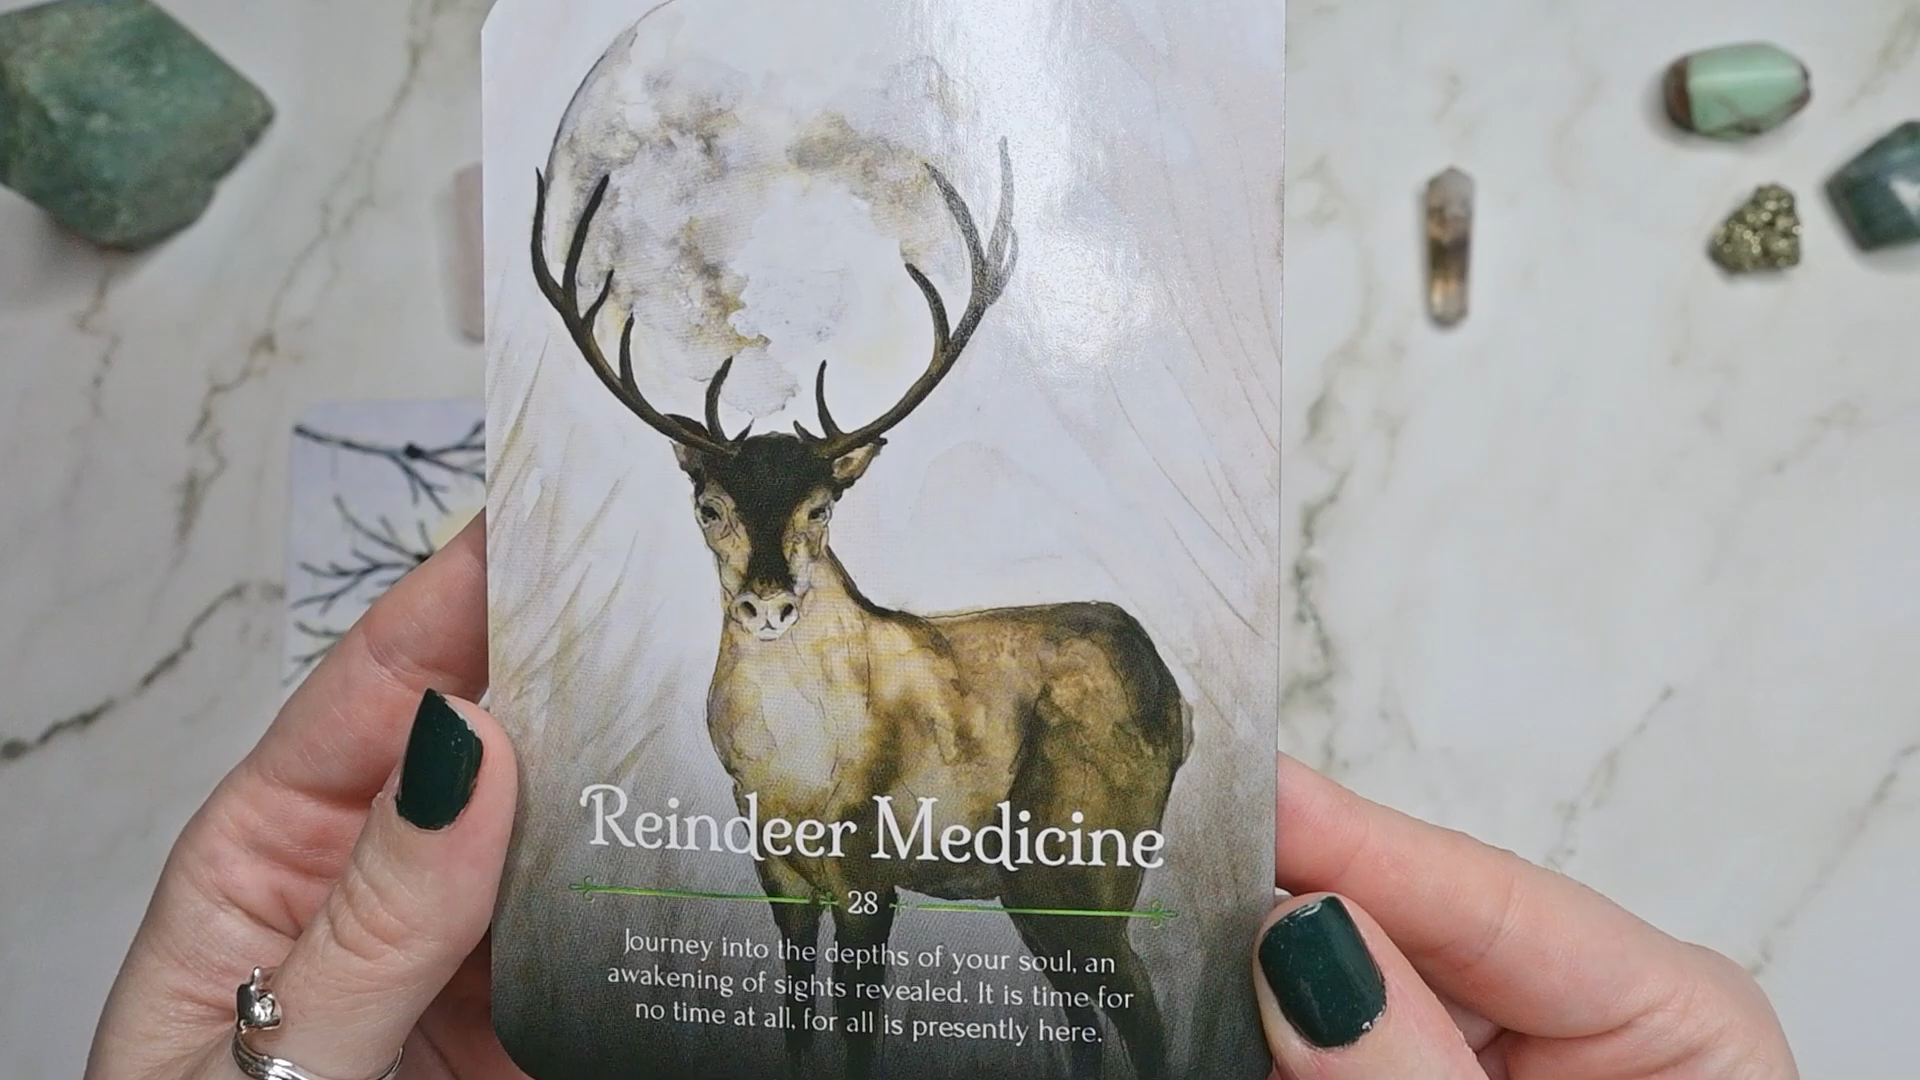 Reindeer Medicine
28
Journey into the depths of your soul, an
awakening of sights revealed. It is time for
no time at all, for all is presently here.